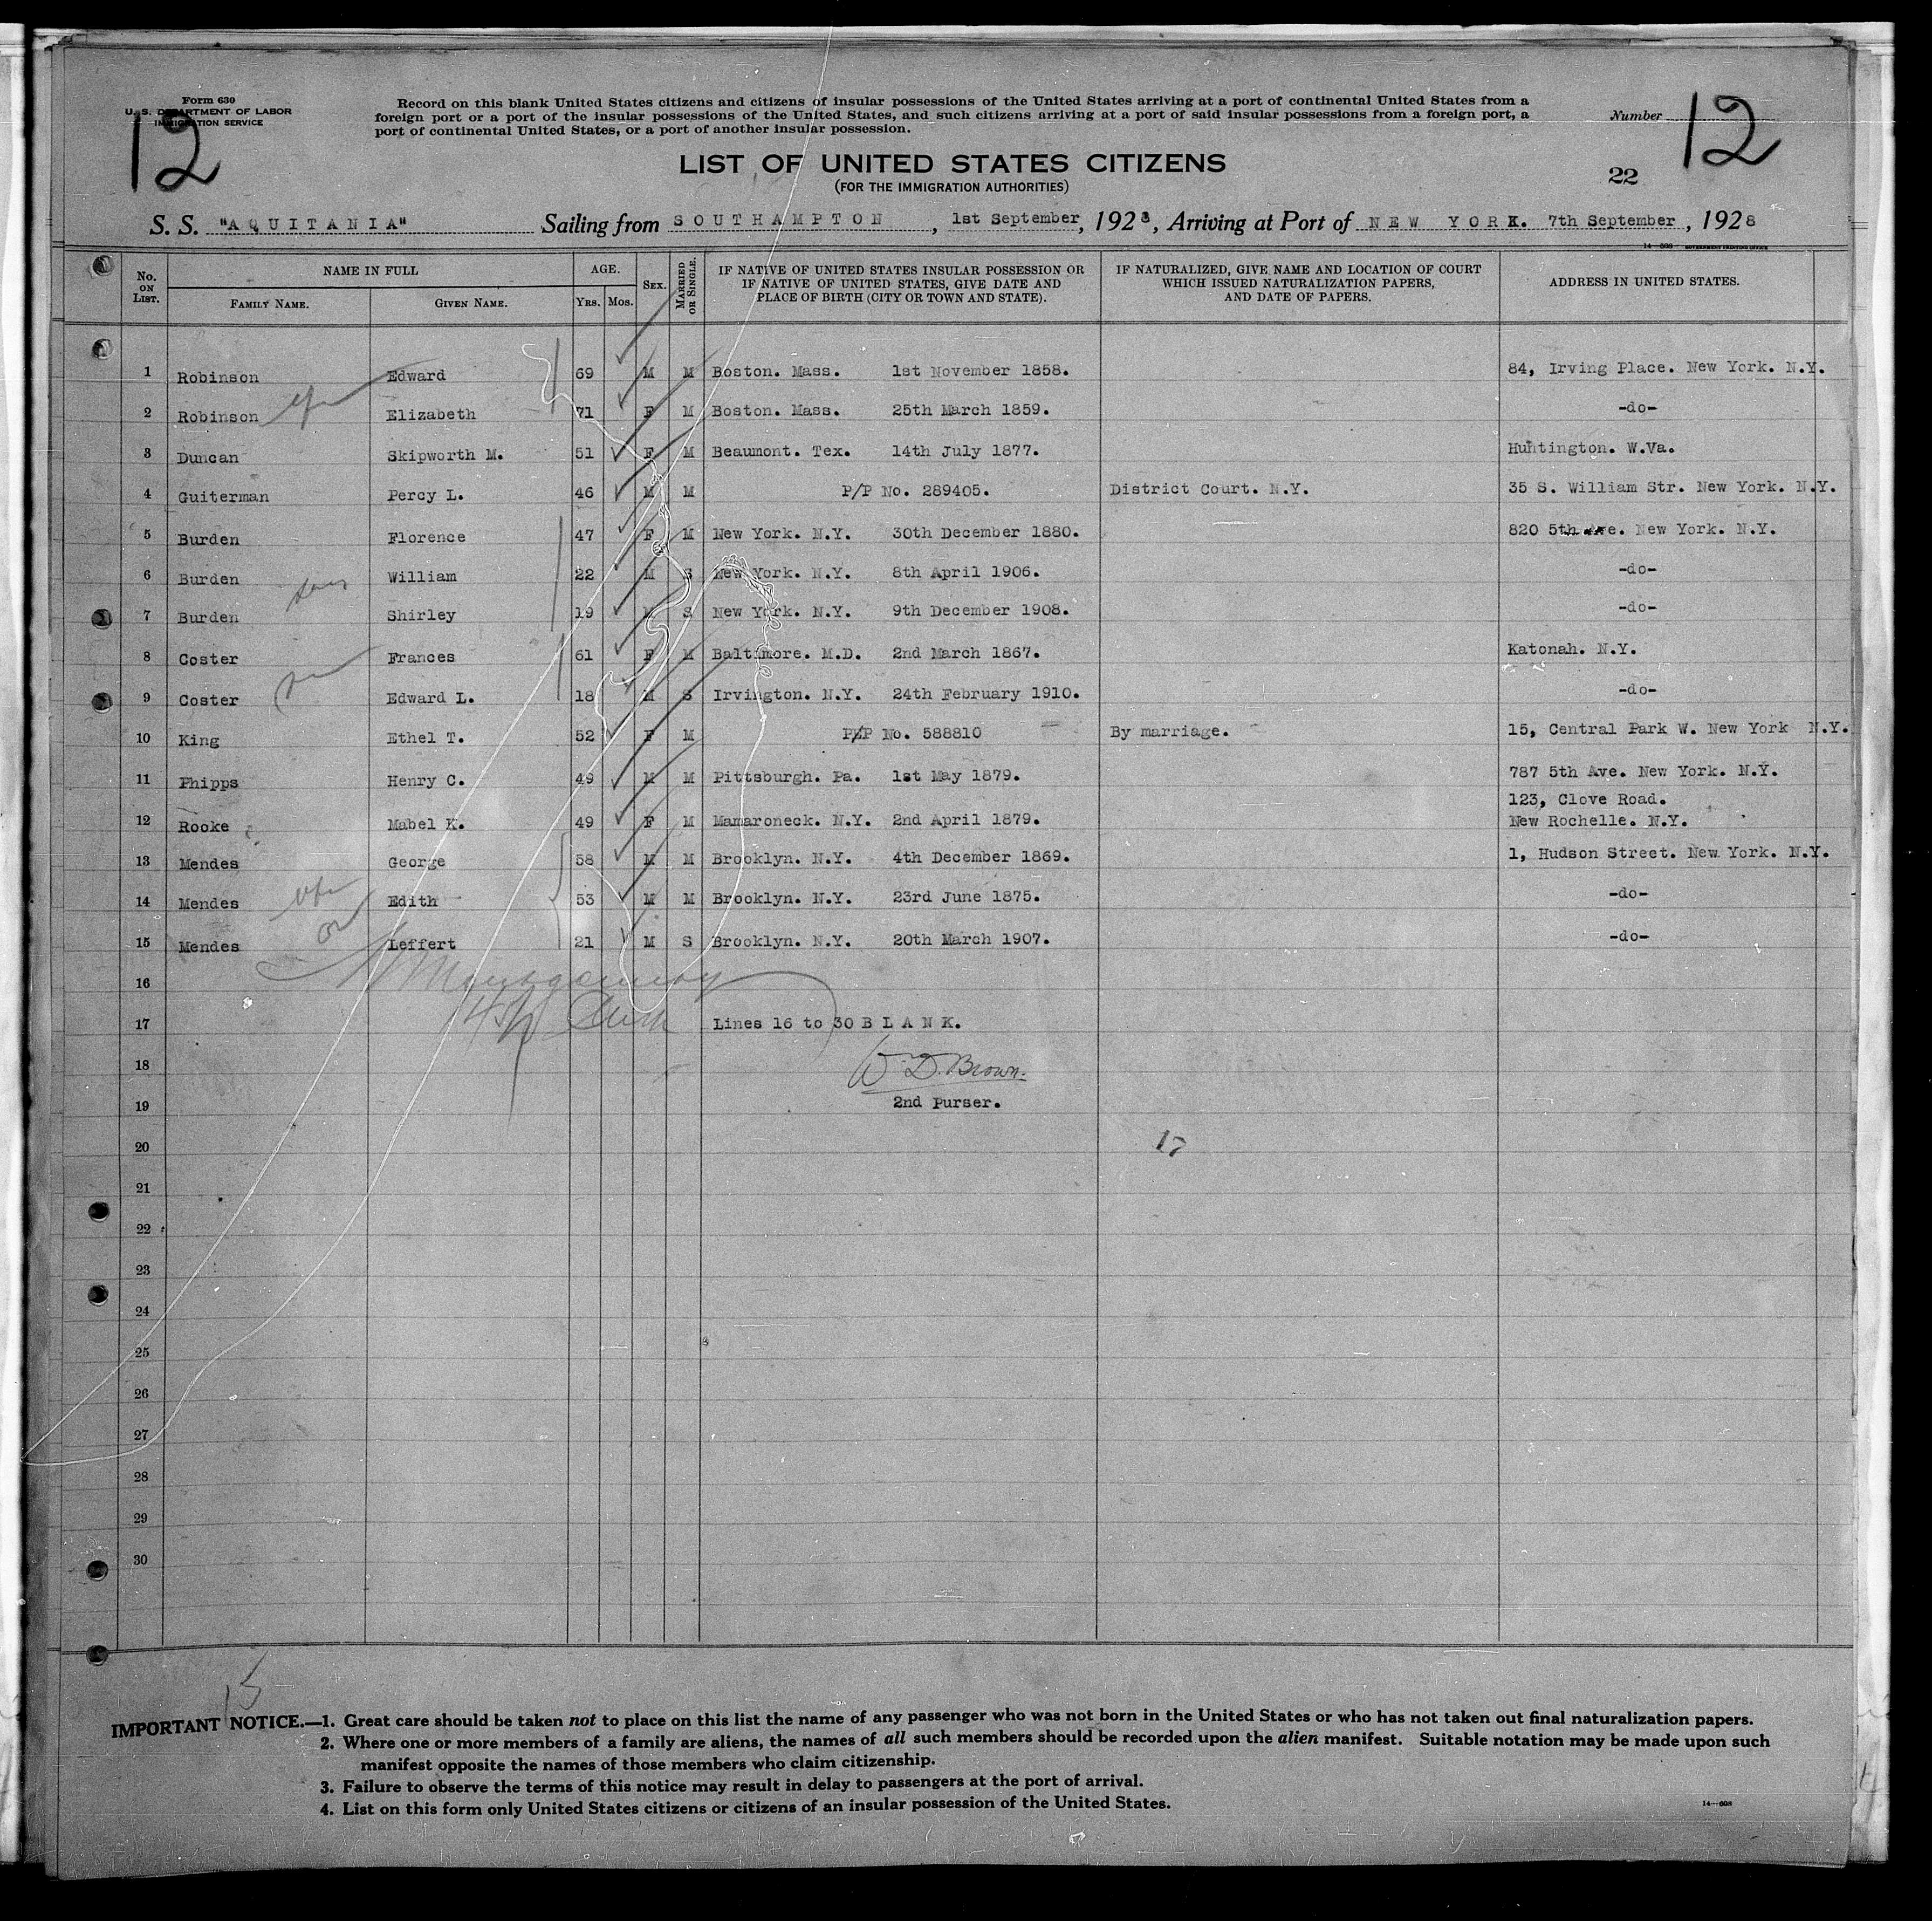 Form 630
U. S. DEPARTMENT OF LABOR
IMMIGRATION SERVICE
12
Record on this blank United States citizens and citizens of insular possessions of the United States arriving at a port of continental United States from a
foreign port or a port of the insular possessions of the United States, and such citizens arriving at a port of said insular possessions from a foreign port, a
port of continental United States, or a port of another insular possession.
Number 12
LIST OF UNITED STATES CITIZENS
(FOR THE IMMIGRATION AUTHORITIES)
22
S. S. "AQUITANIA" Sailing from SOUTHAMPTON, 1st September, 1928, Arriving at Port of NEW YORK. 7th September, 1928
14—608 GOVERNMENT PRINTING OFFICE
No. ON LIST. NAME IN FULL FAMILY NAME. GIVEN NAME. AGE. YRS. MOS. SEX. MARRIED OR SINGLE. IF NATIVE OF UNITED STATES INSULAR POSSESSION OR IF NATIVE OF UNITED STATES, GIVE DATE AND PLACE OF BIRTH (CITY OR TOWN AND STATE). IF NATURALIZED, GIVE NAME AND LOCATION OF COURT WHICH ISSUED NATURALIZATION PAPERS, AND DATE OF PAPERS. ADDRESS IN UNITED STATES.
1 Robinson Edward 69 M M Boston. Mass. 1st November 1858. 84, Irving Place. New York. N.Y.
2 Robinson Elizabeth 71 F M Boston. Mass. 25th March 1859. -do-
3 Duncan Skipworth M. 51 F M Beaumont. Tex. 14th July 1877. Huntington. W.Va.
4 Guiterman Percy L. 46 M M P/P No. 289405. District Court. N.Y. 35 S. William Str. New York. N.Y.
5 Burden Florence 47 F M New York. N.Y. 30th December 1880. 820 5th Ave. New York. N.Y.
6 Burden William 22 M S New York. N.Y. 8th April 1906. -do-
7 Burden Shirley 19 M S New York. N.Y. 9th December 1908. -do-
8 Coster Frances 61 F M Baltimore. M.D. 2nd March 1867. Katonah. N.Y.
9 Coster Edward L. 18 M S Irvington. N.Y. 24th February 1910. -do-
10 King Ethel T. 52 F M P/P No. 588810 By marriage. 15, Central Park W. New York N.Y.
11 Phipps Henry C. 49 M M Pittsburgh. Pa. 1st May 1879. 787 5th Ave. New York. N.Y.
123, Clove Road.
12 Rooke Mabel K. 49 F M Mamaroneck. N.Y. 2nd April 1879. New Rochelle. N.Y.
13 Mendes George 58 M M Brooklyn. N.Y. 4th December 1869. 1, Hudson Street. New York. N.Y.
14 Mendes Edith 53 M M Brooklyn. N.Y. 23rd June 1875. -do-
15 Mendes Leffert 21 M S Brooklyn. N.Y. 20th March 1907. -do-
16 Montgomery
17 Lines 16 to 30 B L A N K.
18 W. D. Brown.
19 2nd Purser.
20 17
21
22
23
24
25
26
27
28
29
30
15
IMPORTANT NOTICE.—1. Great care should be taken not to place on this list the name of any passenger who was not born in the United States or who has not taken out final naturalization papers.
2. Where one or more members of a family are aliens, the names of all such members should be recorded upon the alien manifest. Suitable notation may be made upon such
manifest opposite the names of those members who claim citizenship.
3. Failure to observe the terms of this notice may result in delay to passengers at the port of arrival.
4. List on this form only United States citizens or citizens of an insular possession of the United States.
14—608